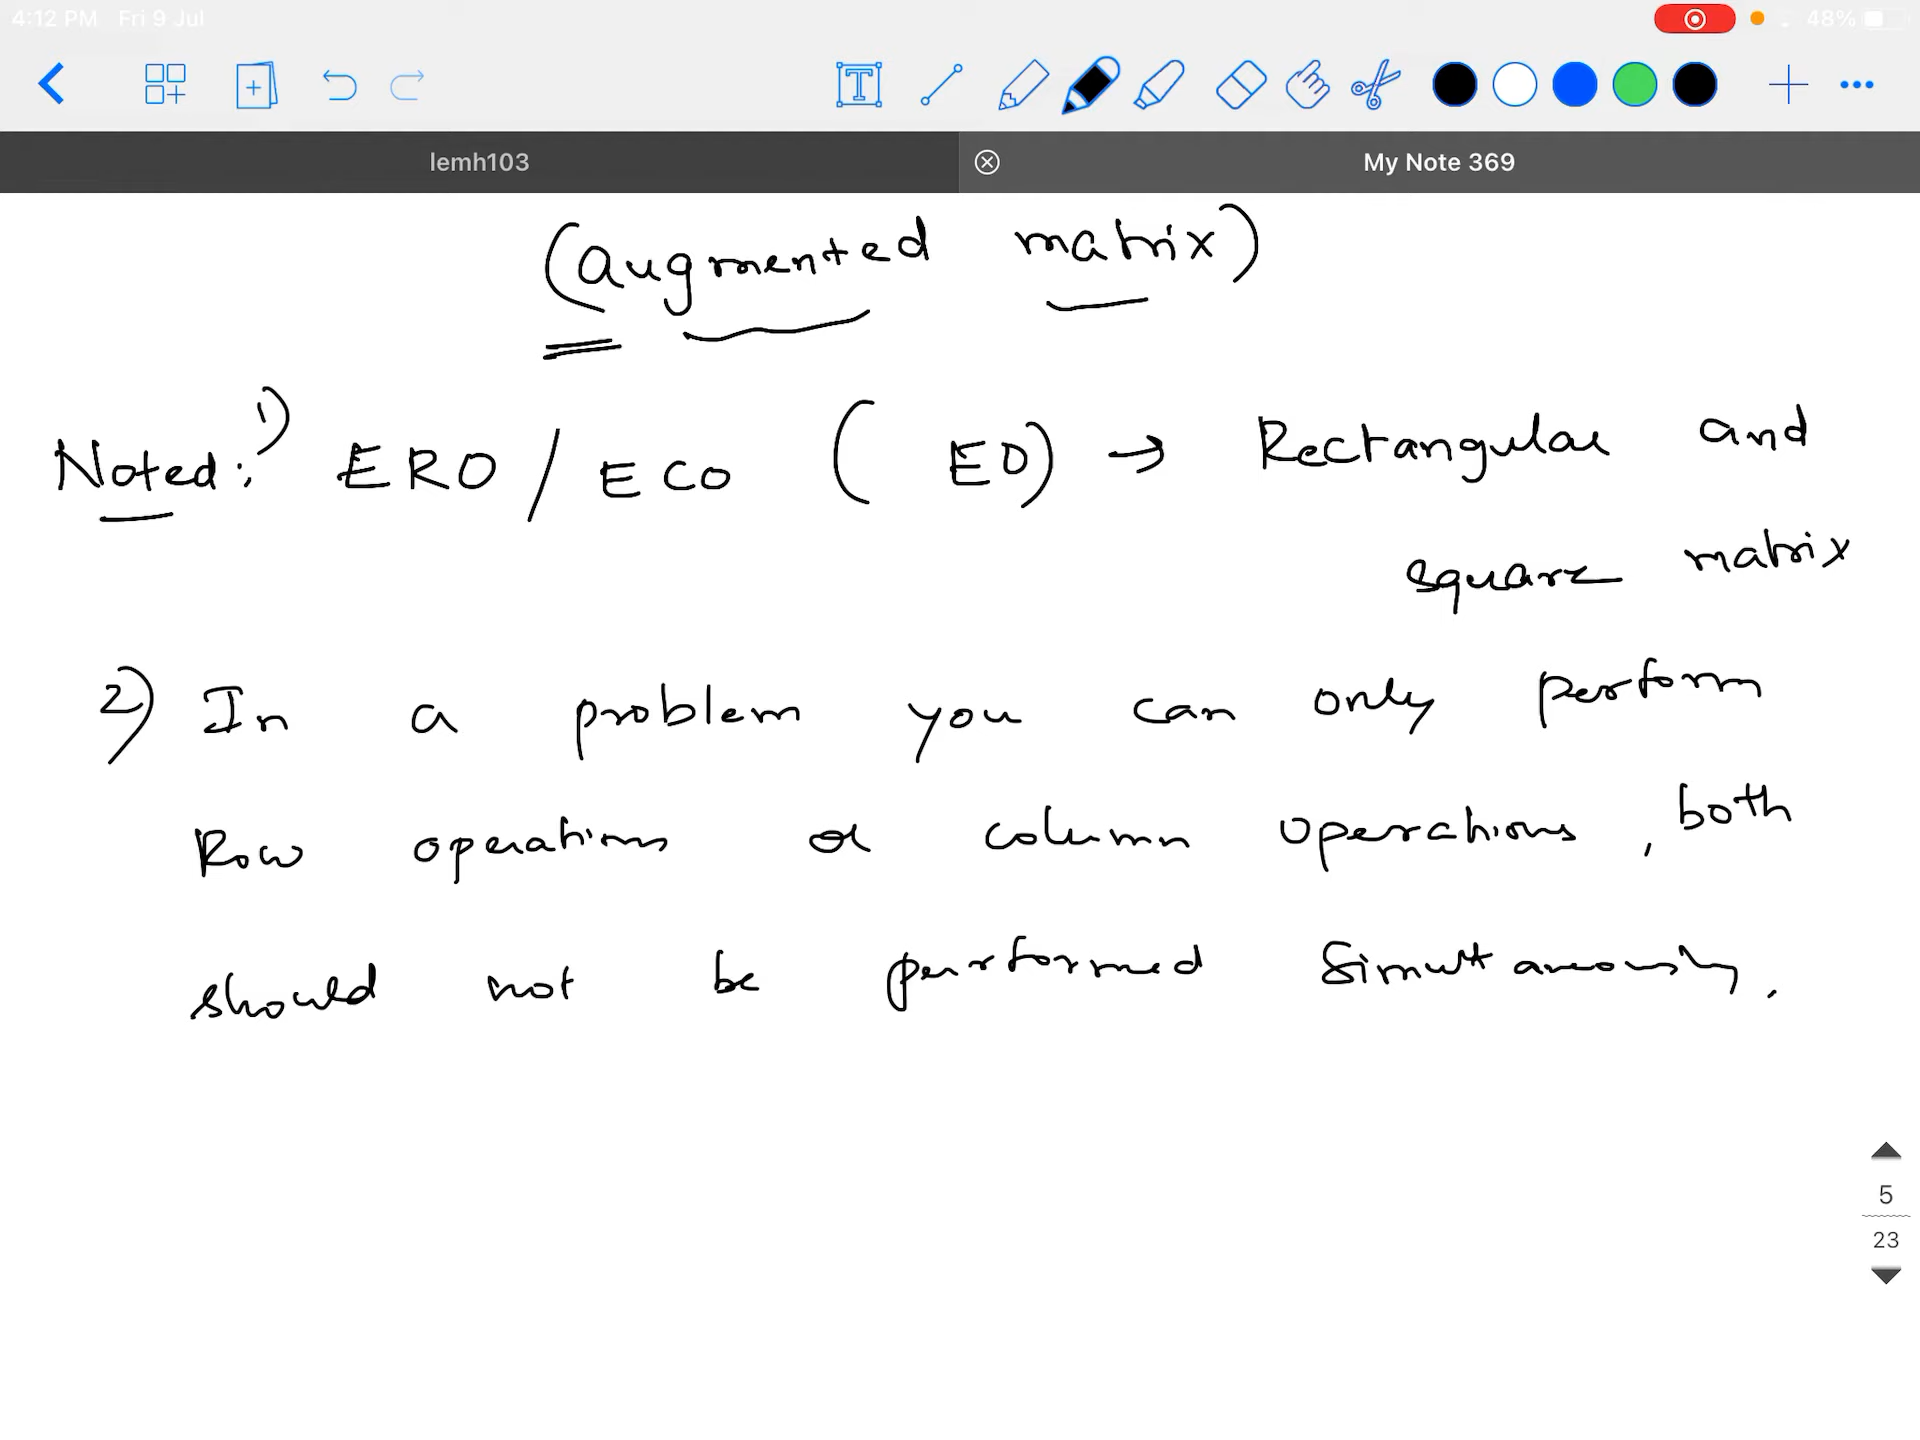 4:12 PM Fri 9 Jul 48%
T
lemh103 My Note 369
(augmented matrix)
Noted: 1) ERO / ECO ( EO) → Rectangular and
square matrix
2) In a problem you can only perform
Row operations or column operations, both
should not be performed simultaneously.
5
23